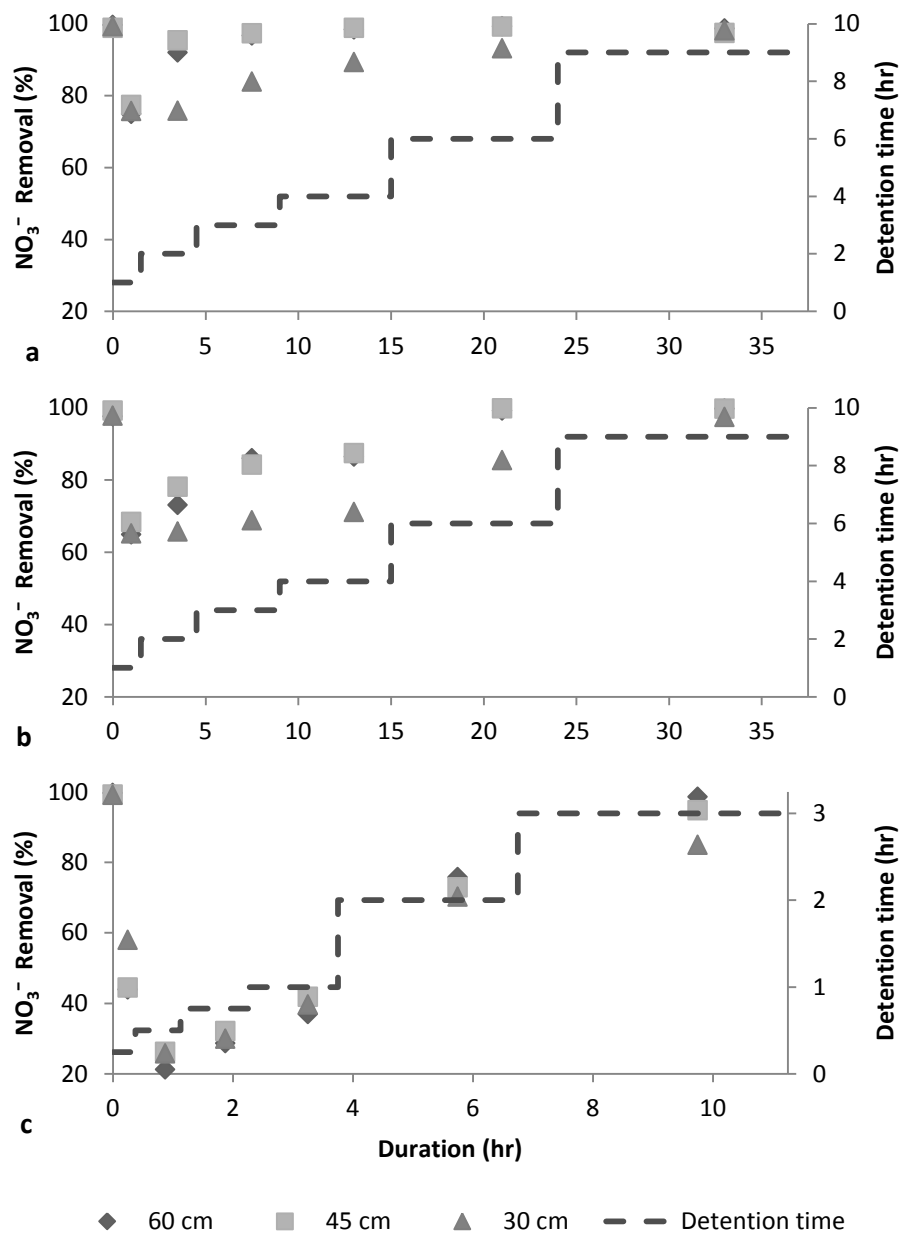 100
80
60
40
20
NO₃⁻ Removal (%)
10
8
6
4
2
0
Detention time (hr)
0 5 10 15 20 25 30 35
a
100
80
60
40
20
NO₃⁻ Removal (%)
10
8
6
4
2
0
Detention time (hr)
0 5 10 15 20 25 30 35
b
100
80
60
40
20
NO₃⁻ Removal (%)
3
2
1
0
Detention time (hr)
0 2 4 6 8 10
c
Duration (hr)
60 cm 45 cm 30 cm Detention time